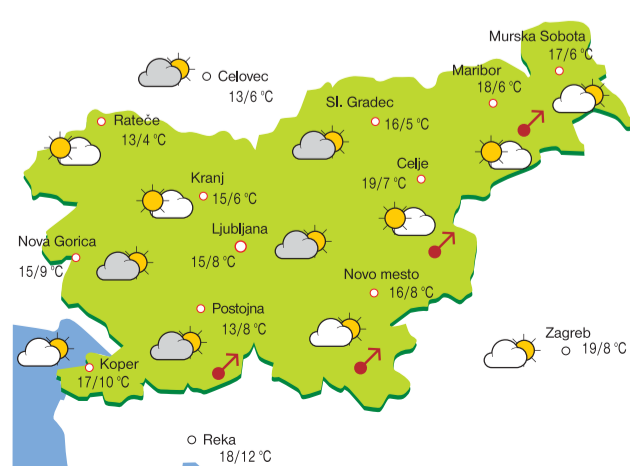 Murska Sobota
17/6 °C
Celovec
13/6 °C
Maribor
18/6 °C
Sl. Gradec
16/5 °C
Rateče
13/4 °C
Celje
19/7 °C
Kranj
15/6 °C
Ljubljana
15/8 °C
Nova Gorica
15/9 °C
Novo mesto
16/8 °C
Postojna
13/8 °C
Zagreb
19/8 °C
Koper
17/10 °C
Reka
18/12 °C